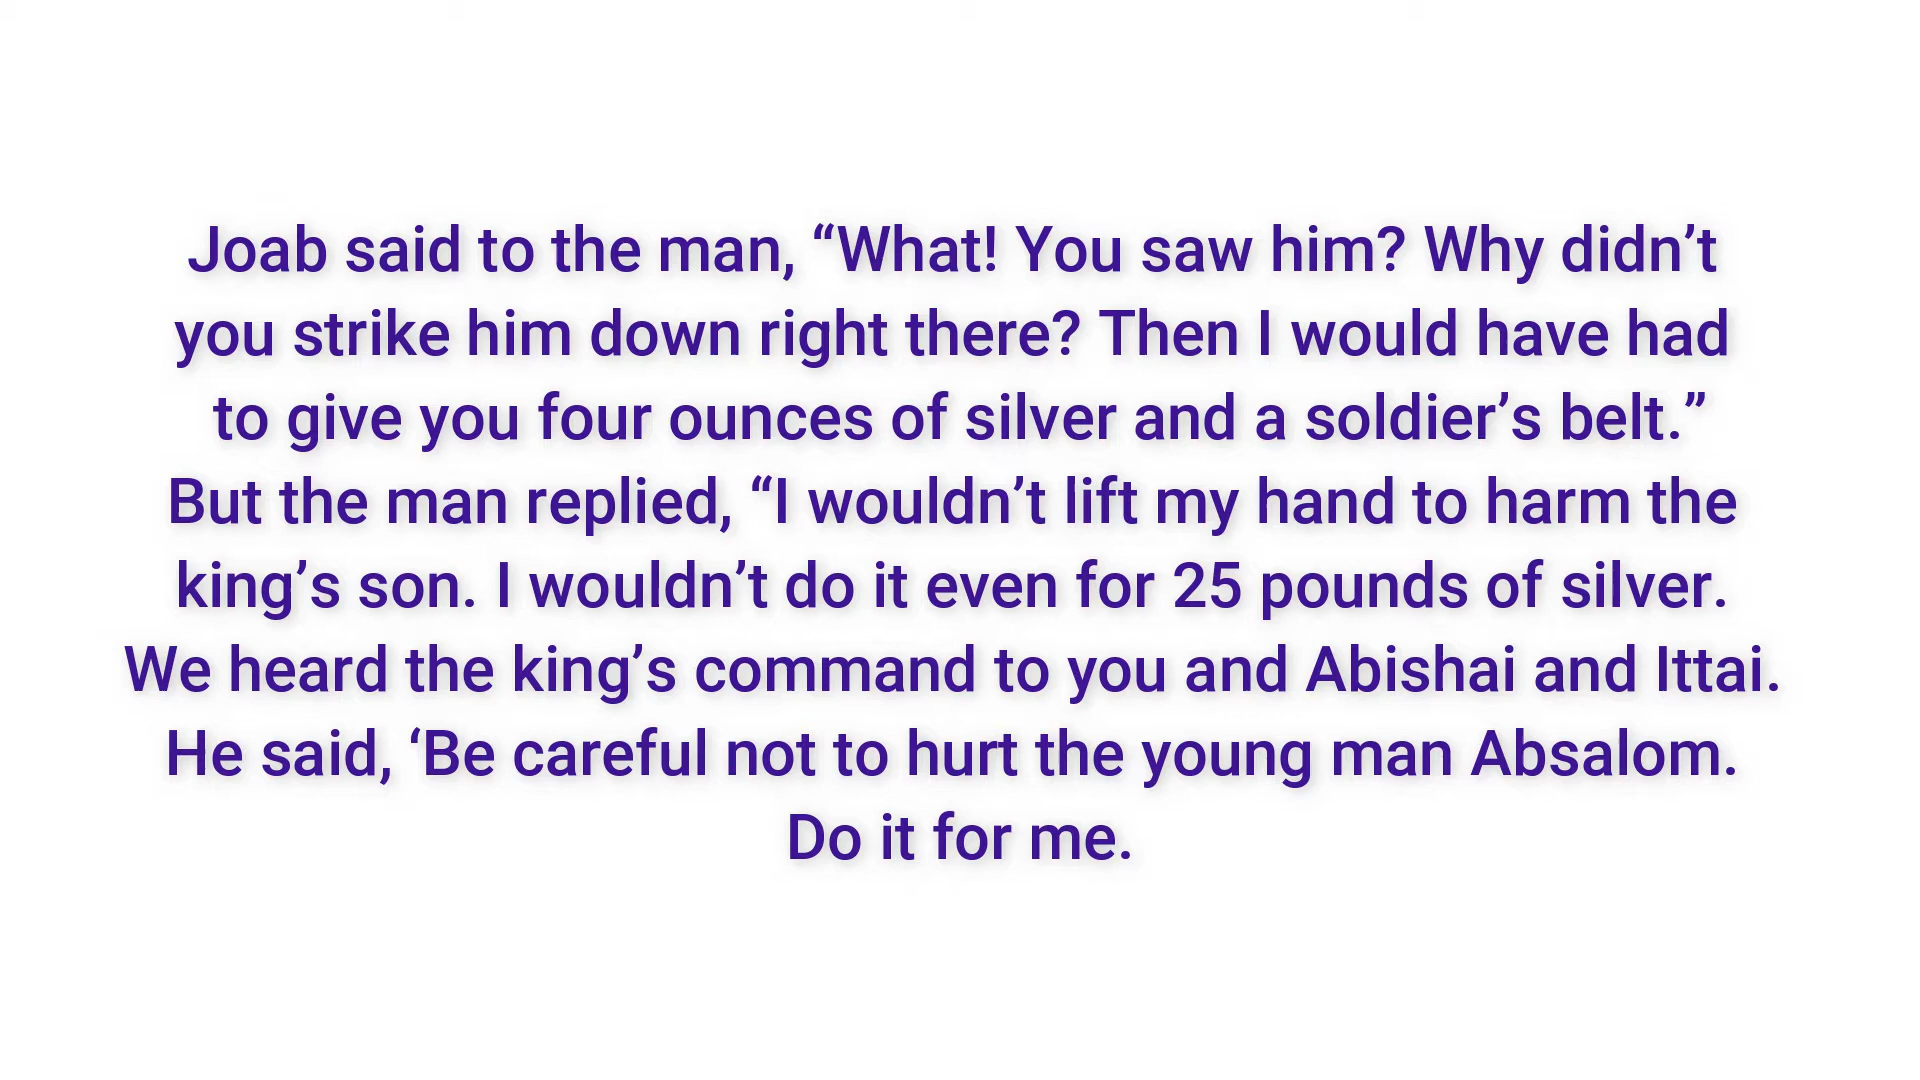 Joab said to the man, “What! You saw him? Why didn’t
you strike him down right there? Then I would have had
to give you four ounces of silver and a soldier’s belt.”
But the man replied, “I wouldn’t lift my hand to harm the
king’s son. I wouldn’t do it even for 25 pounds of silver.
We heard the king’s command to you and Abishai and Ittai.
He said, ‘Be careful not to hurt the young man Absalom.
Do it for me.